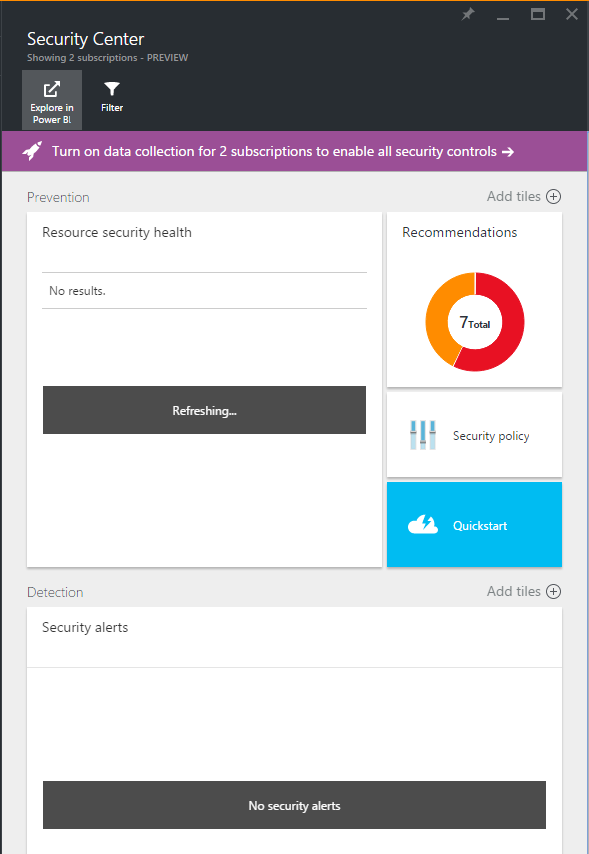 Security Center
Showing 2 subscriptions - PREVIEW
Explore in
Power BI
Filter
Turn on data collection for 2 subscriptions to enable all security controls →
Prevention
Add tiles
Resource security health
No results.
Refreshing...
Recommendations
7 Total
Security policy
Quickstart
Detection
Add tiles
Security alerts
No security alerts